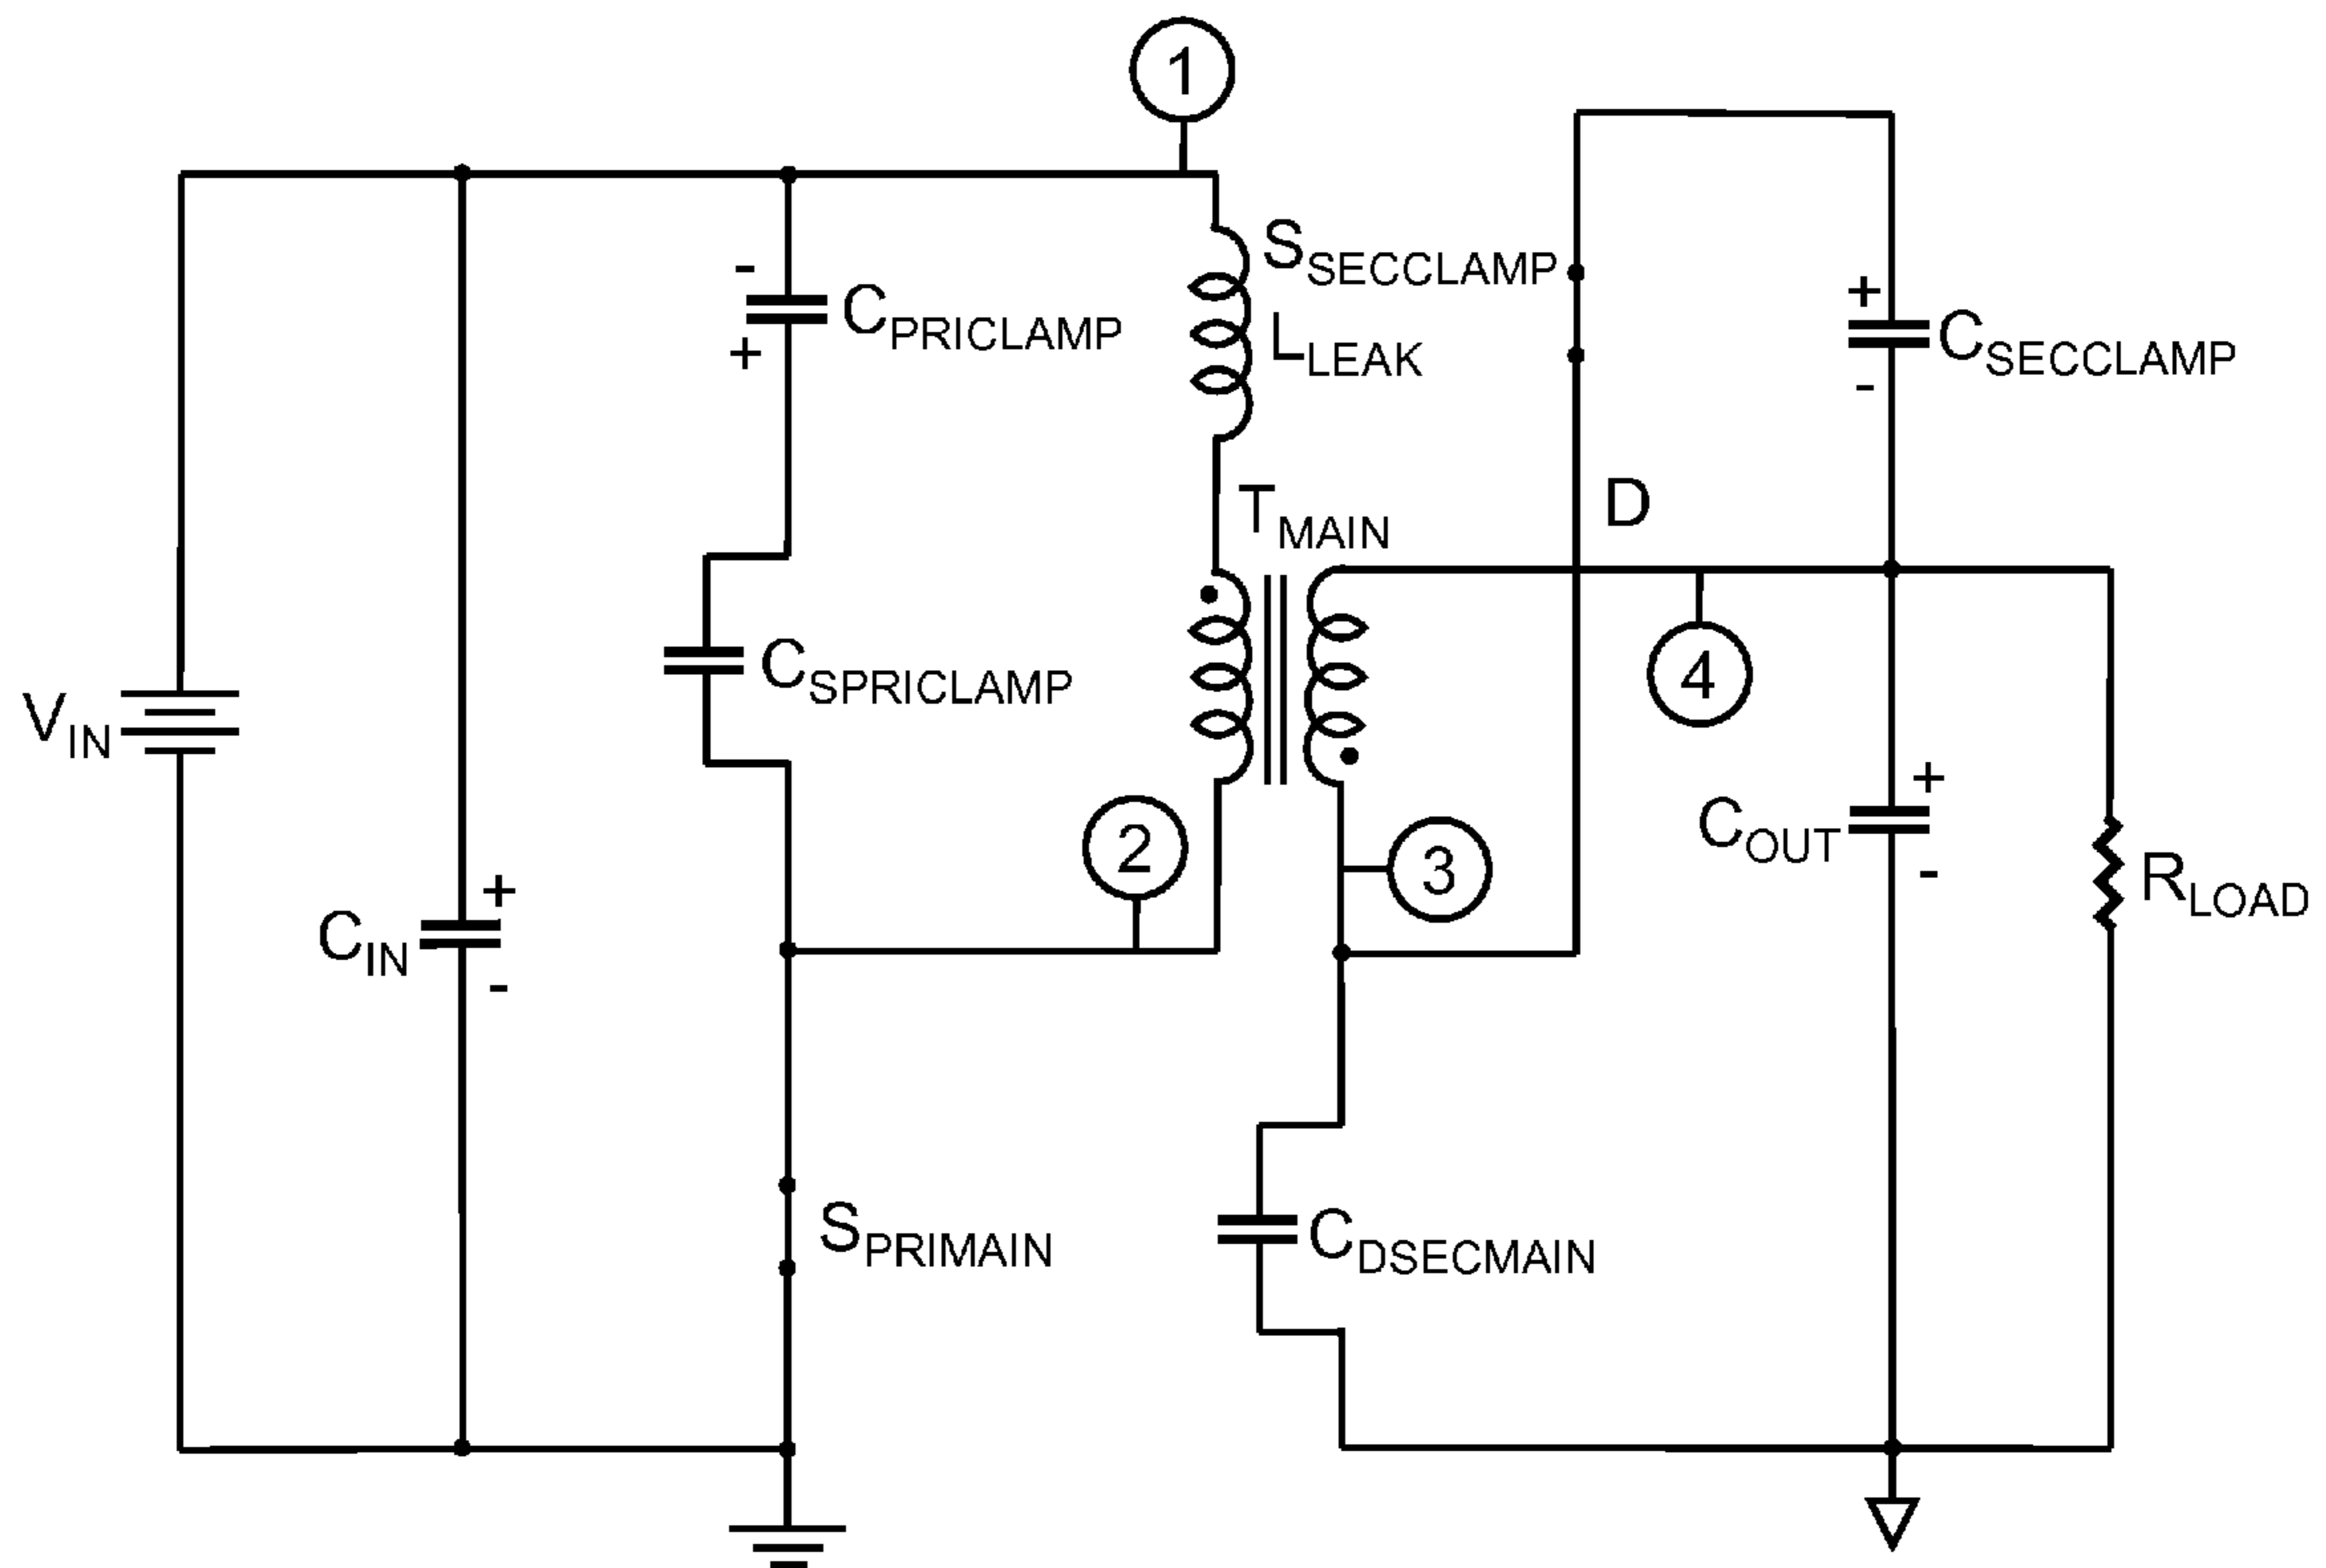 1
S_SECCLAMP
-
+
C_PRICLAMP
L_LEAK
+
-
C_SECCLAMP
T_MAIN
D
C_SPRICLAMP
4
V_IN
2
3
+
-
C_OUT
R_LOAD
+
-
C_IN
S_PRIMAIN
C_DSECMAIN